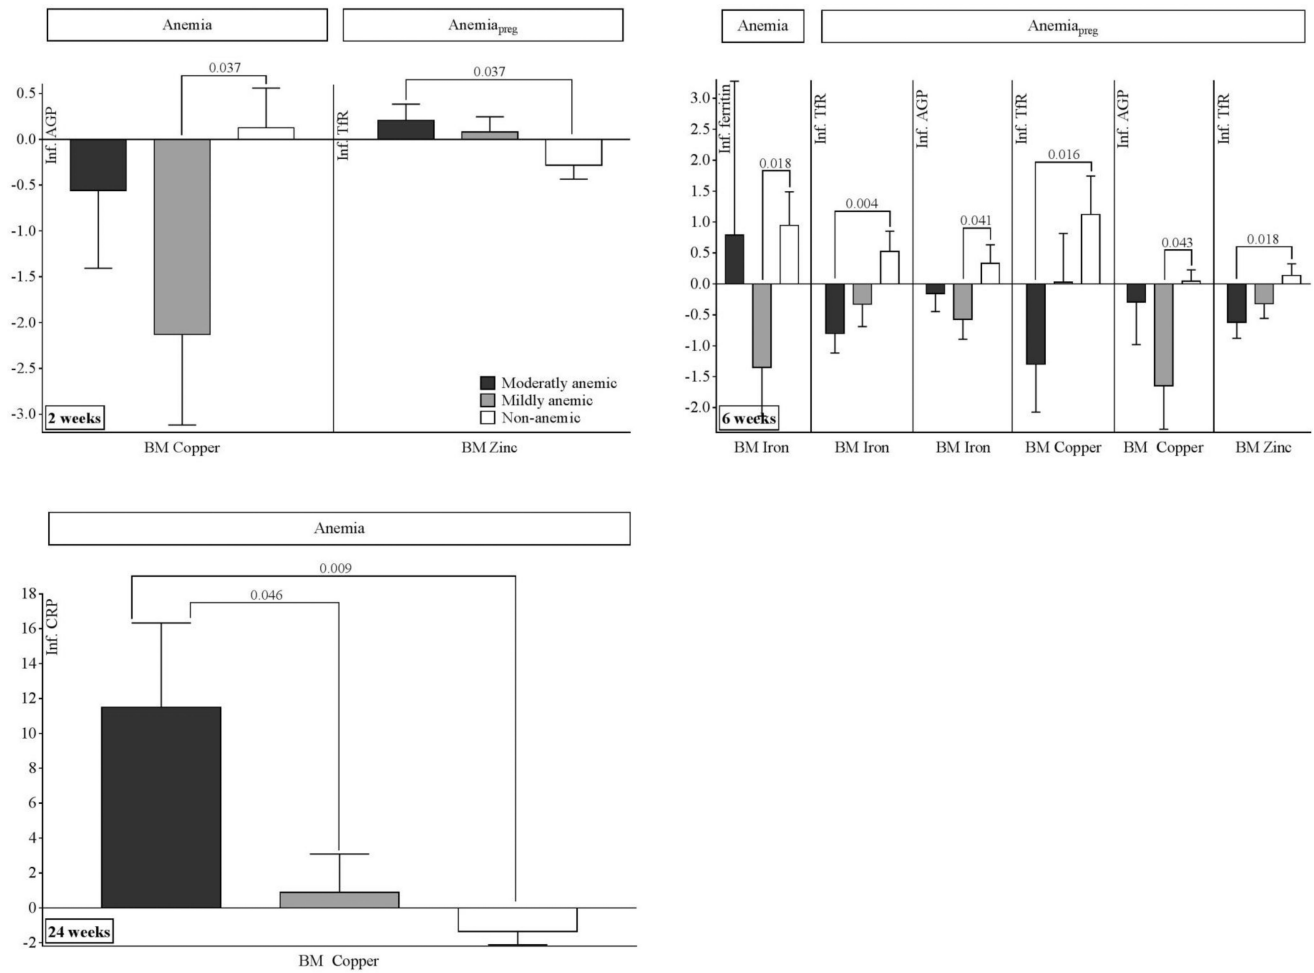 Anemia
Anemiapreg
0.037
0.037
0.5
0.0
-0.5
-1.0
-1.5
-2.0
-2.5
-3.0
Inf. AGP
Inf. TfR
Moderatly anemic
Mildly anemic
Non-anemic
2 weeks
BM Copper
BM Zinc
Anemia
Anemiapreg
3.0
2.5
2.0
1.5
1.0
0.5
0.0
-0.5
-1.0
-1.5
-2.0
Inf. ferritin
Inf. TfR
Inf. AGP
Inf. TfR
Inf. AGP
Inf. TfR
0.018
0.004
0.041
0.016
0.043
0.018
6 weeks
BM Iron
BM Iron
BM Iron
BM Copper
BM Copper
BM Zinc
Anemia
0.009
0.046
18
16
14
12
10
8
6
4
2
0
-2
Inf. CRP
24 weeks
BM Copper